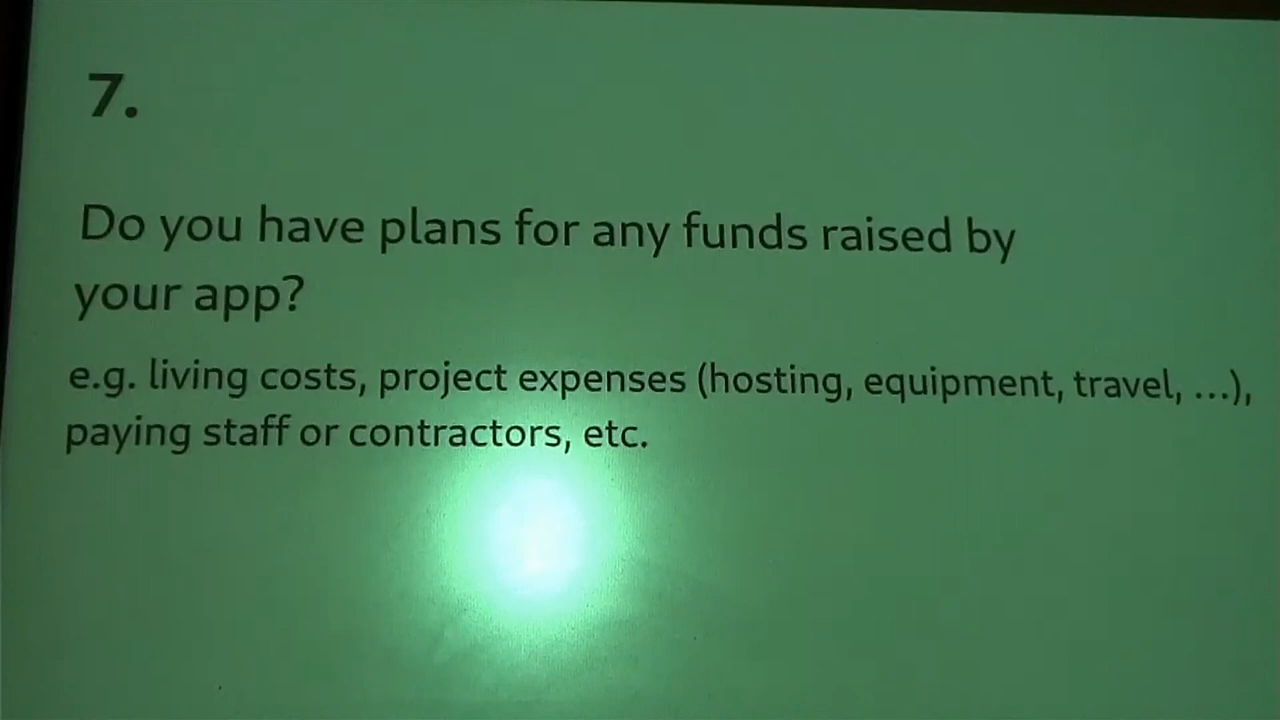 7.
Do you have plans for any funds raised by
your app?
e.g. living costs, project expenses (hosting, equipment, travel, ...),
paying staff or contractors, etc.